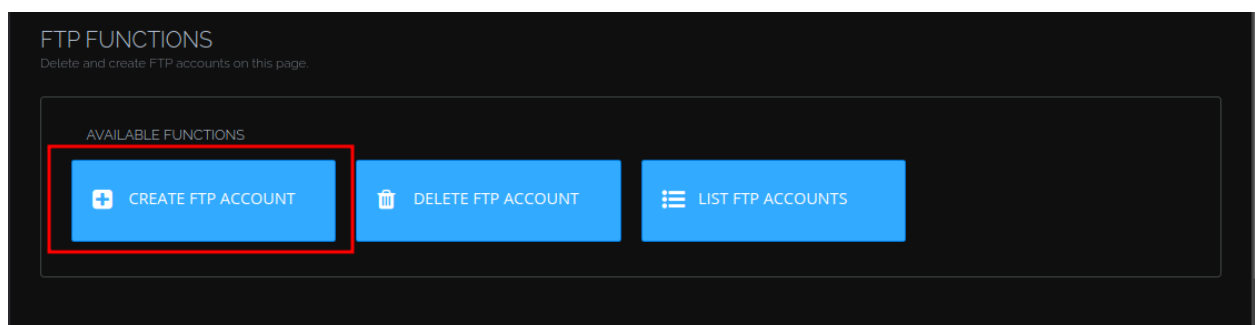 FTP FUNCTIONS
Delete and create FTP accounts on this page.
AVAILABLE FUNCTIONS
CREATE FTP ACCOUNT
DELETE FTP ACCOUNT
LIST FTP ACCOUNTS